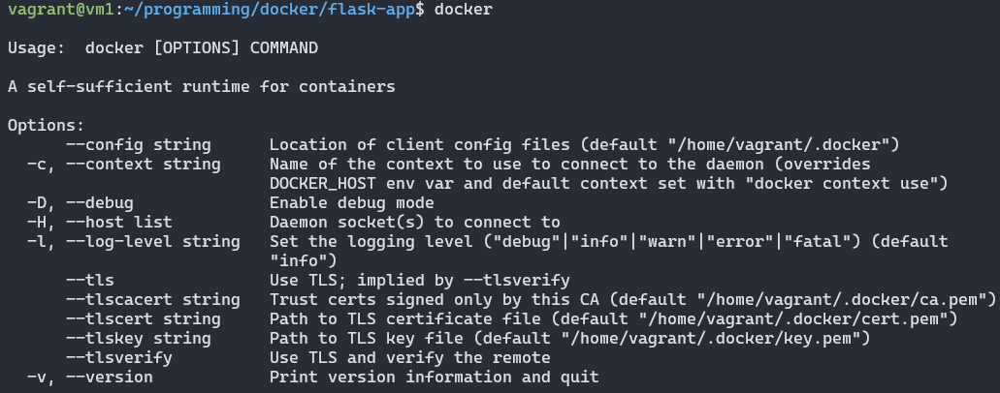 vagrant@vm1:~/programming/docker/flask-app$ docker

Usage:  docker [OPTIONS] COMMAND

A self-sufficient runtime for containers

Options:
      --config string      Location of client config files (default "/home/vagrant/.docker")
  -c, --context string     Name of the context to use to connect to the daemon (overrides
                           DOCKER_HOST env var and default context set with "docker context use")
  -D, --debug              Enable debug mode
  -H, --host list          Daemon socket(s) to connect to
  -l, --log-level string   Set the logging level ("debug"|"info"|"warn"|"error"|"fatal") (default
                           "info")
      --tls                Use TLS; implied by --tlsverify
      --tlscacert string   Trust certs signed only by this CA (default "/home/vagrant/.docker/ca.pem")
      --tlscert string     Path to TLS certificate file (default "/home/vagrant/.docker/cert.pem")
      --tlskey string      Path to TLS key file (default "/home/vagrant/.docker/key.pem")
      --tlsverify          Use TLS and verify the remote
  -v, --version            Print version information and quit